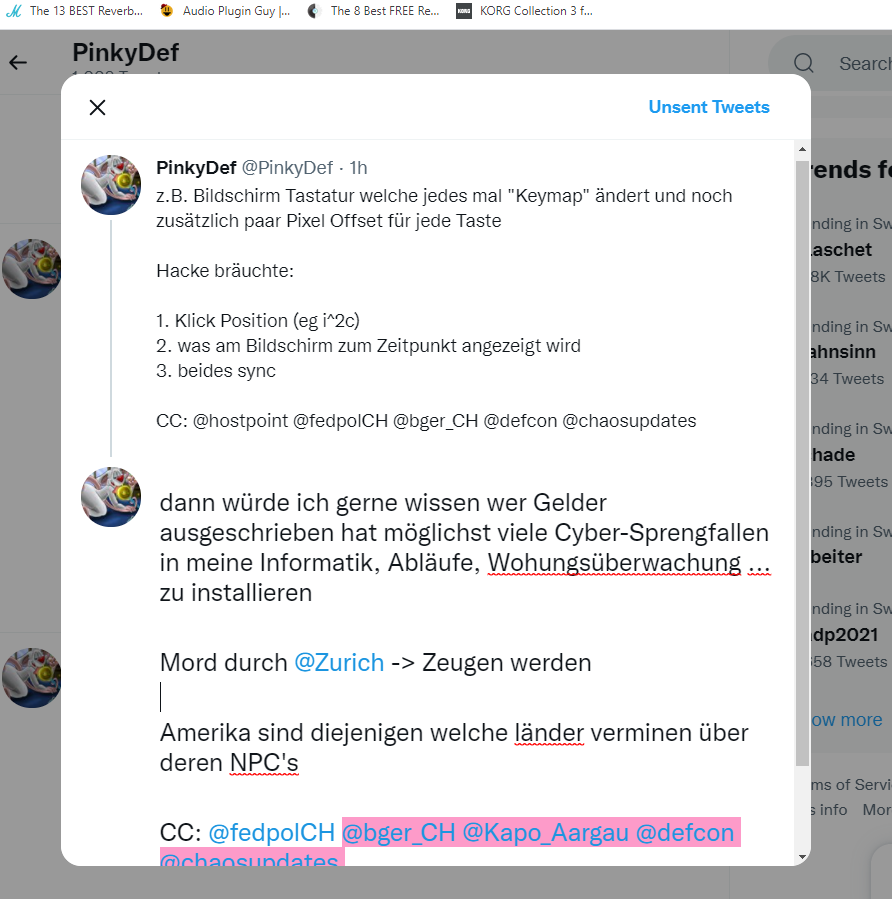 The 13 BEST Reverb... Audio Plugin Guy |... The 8 Best FREE Re... KORG KORG Collection 3 f...
PinkyDef
Search
Unsent Tweets
PinkyDef @PinkyDef · 1h
z.B. Bildschirm Tastatur welche jedes mal "Keymap" ändert und noch
zusätzlich paar Pixel Offset für jede Taste
Hacke bräuchte:
1. Klick Position (eg i^2c)
2. was am Bildschirm zum Zeitpunkt angezeigt wird
3. beides sync
CC: @hostpoint @fedpolCH @bger_CH @defcon @chaosupdates
dann würde ich gerne wissen wer Gelder
ausgeschrieben hat möglichst viele Cyber-Sprengfallen
in meine Informatik, Abläufe, Wohungsüberwachung ...
zu installieren
Mord durch @Zurich -> Zeugen werden
Amerika sind diejenigen welche länder verminen über
deren NPC's
CC: @fedpolCH @bger_CH @Kapo_Aargau @defcon
@chaosupdates
rends fo
nding in Sw
aschet
8K Tweets
nding in Sw
ahnsinn
34 Tweets
nding in Sw
hade
395 Tweets
nding in Sw
beiter
nding in Sw
dp2021
358 Tweets
ow more
ms of Servi
s info Mor